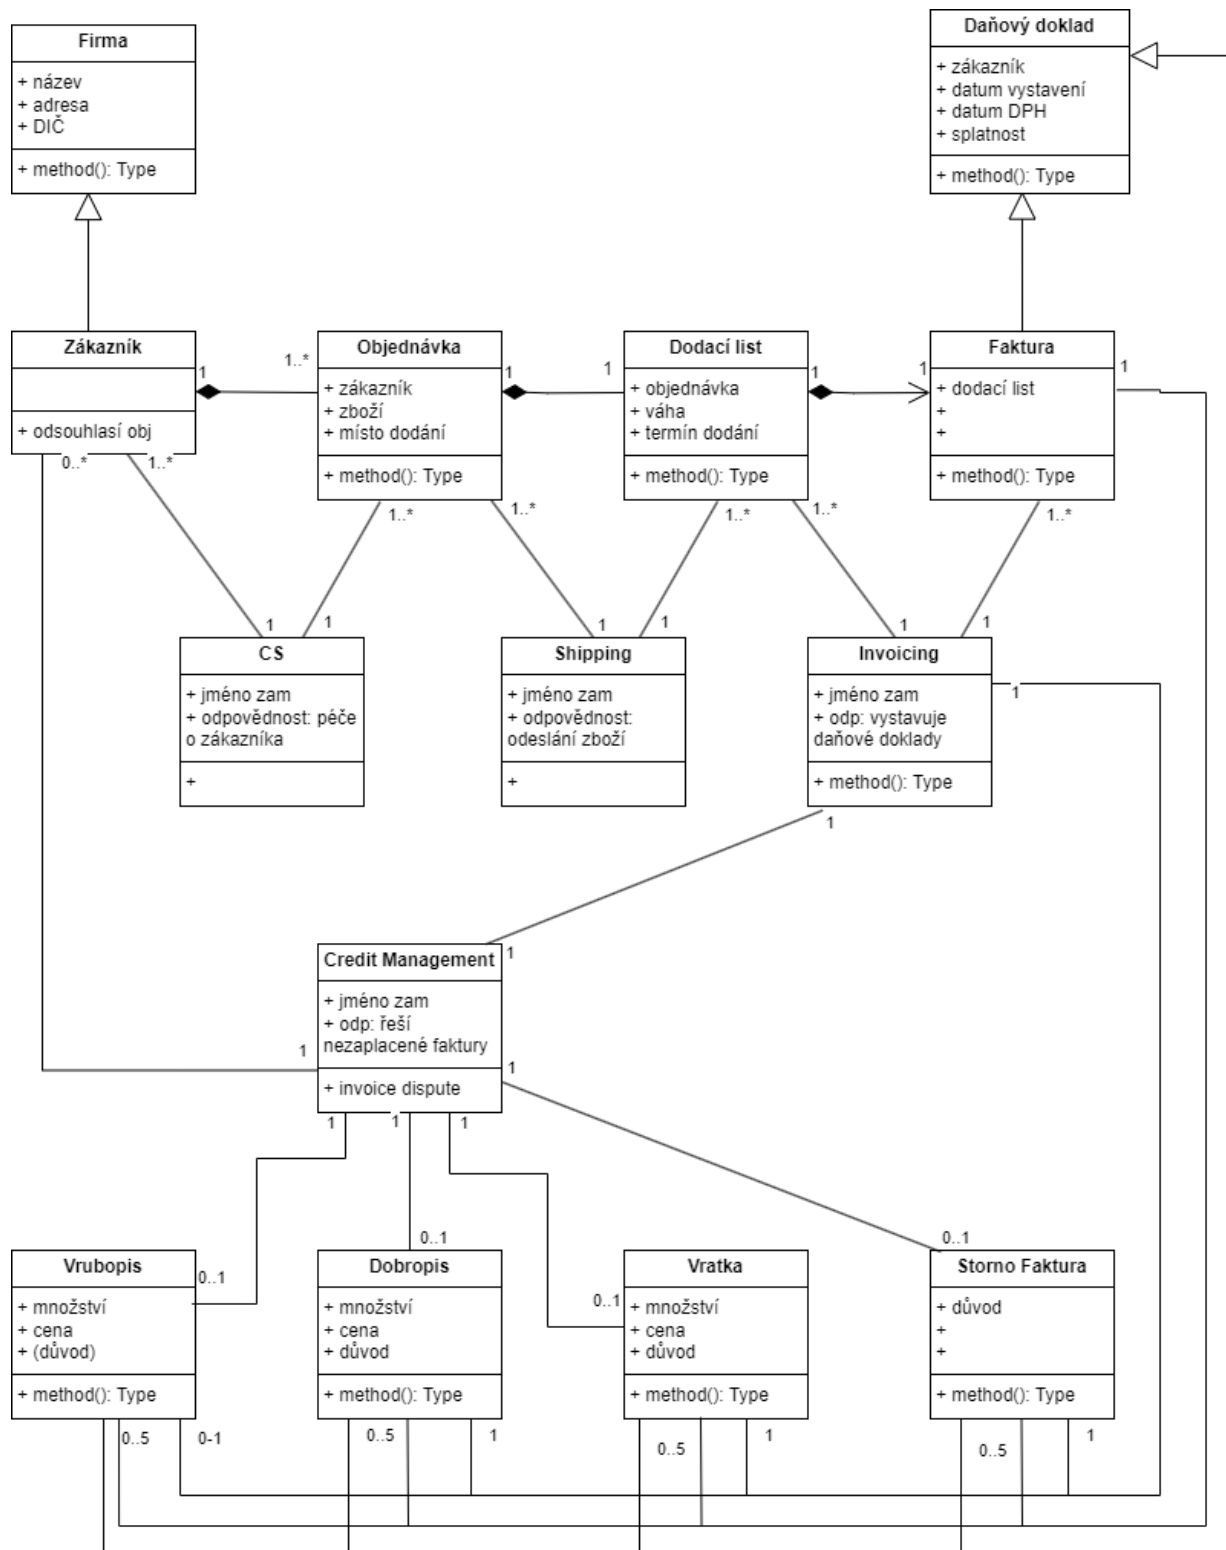 Firma
+ název
+ adresa
+ DIČ
+ method(): Type
Daňový doklad
+ zákazník
+ datum vystavení
+ datum DPH
+ splatnost
+ method(): Type
Zákazník
+ odsouhlasí obj
1
1..*
0..*
1..*
Objednávka
+ zákazník
+ zboží
+ místo dodání
+ method(): Type
1
1
1..*
1..*
Dodací list
+ objednávka
+ váha
+ termín dodání
+ method(): Type
1
1
1..*
1..*
Faktura
+ dodací list
+
+
+ method(): Type
1
1..*
1
1
CS
+ jméno zam
+ odpovědnost: péče
o zákazníka
+
1
1
Shipping
+ jméno zam
+ odpovědnost:
odeslání zboží
+
1
1
Invoicing
+ jméno zam
+ odp: vystavuje
daňové doklady
+ method(): Type
1
1
1
Credit Management
+ jméno zam
+ odp: řeší
nezaplacené faktury
+ invoice dispute
1
1
1
1
1
0..1
0..1
0..1
0..1
Vrubopis
+ množství
+ cena
+ (důvod)
+ method(): Type
0..5
0-1
Dobropis
+ množství
+ cena
+ důvod
+ method(): Type
0..5
1
Vratka
+ množství
+ cena
+ důvod
+ method(): Type
0..5
1
Storno Faktura
+ důvod
+
+
+ method(): Type
0..5
1